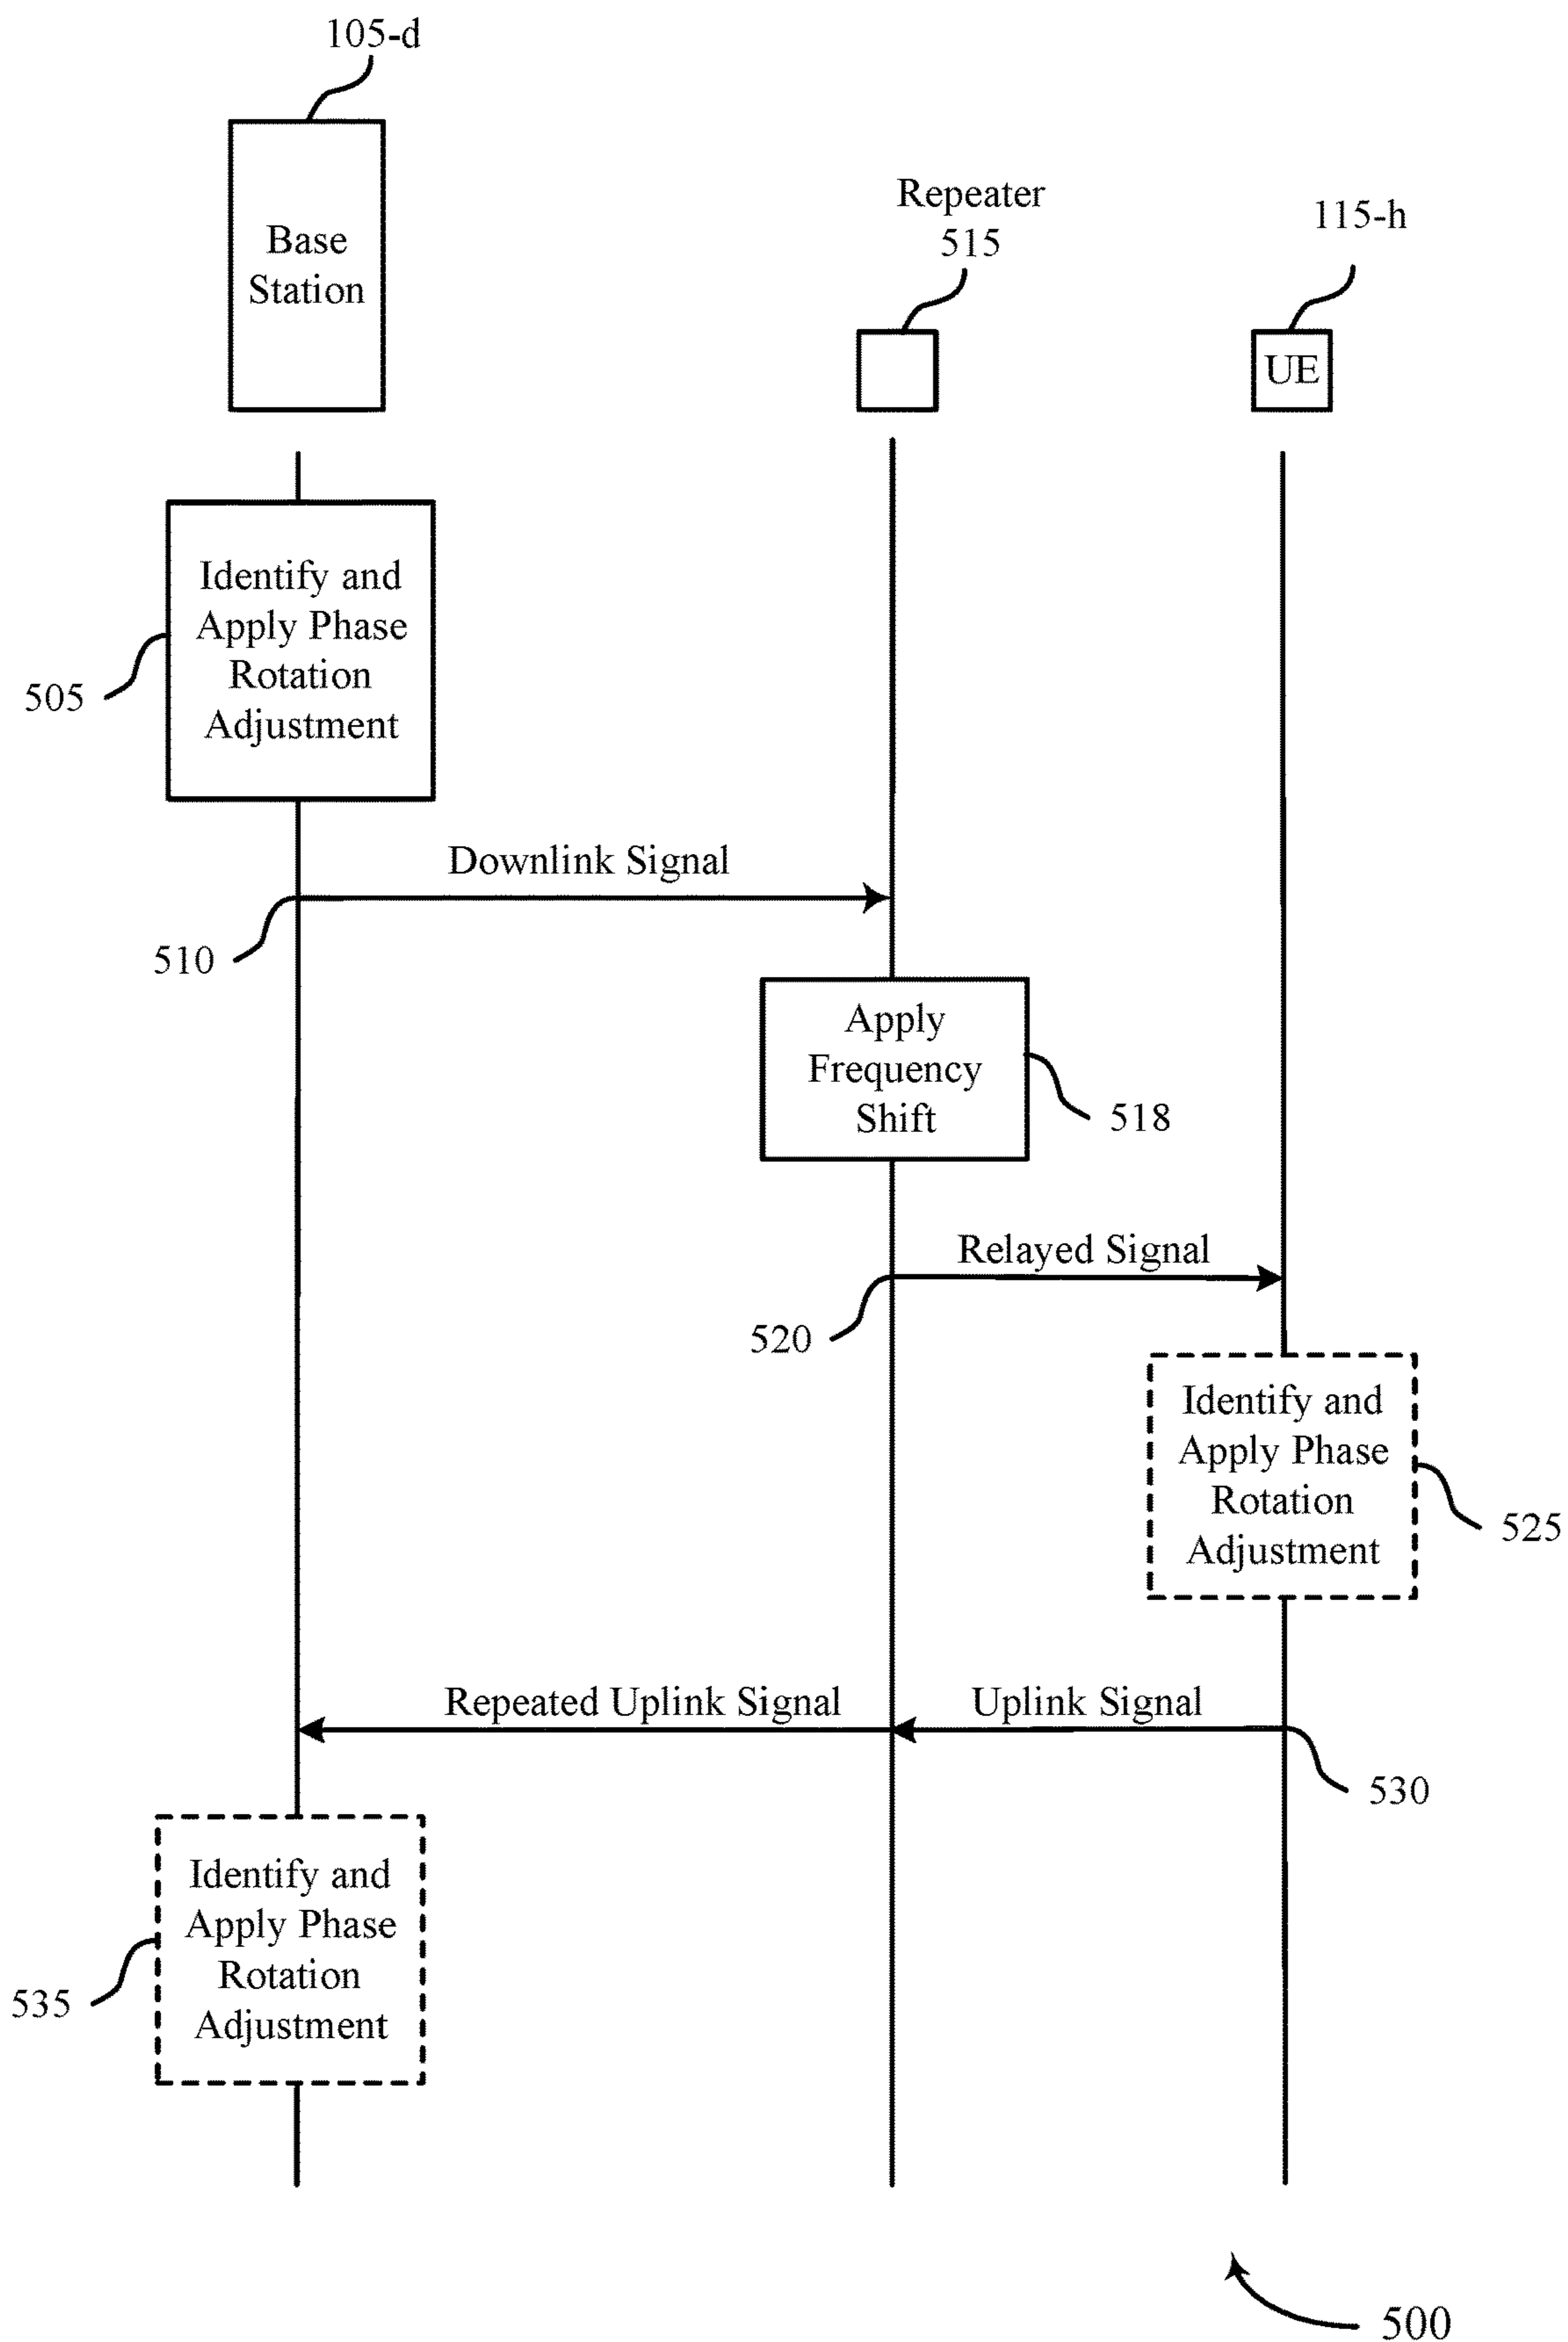 105-d
Base
Station
Repeater
515
115-h
UE
Identify and
Apply Phase
Rotation
Adjustment
505
Downlink Signal
510
Apply
Frequency
Shift
518
Relayed Signal
520
Identify and
Apply Phase
Rotation
Adjustment
525
Repeated Uplink Signal
Uplink Signal
530
Identify and
Apply Phase
Rotation
Adjustment
535
500